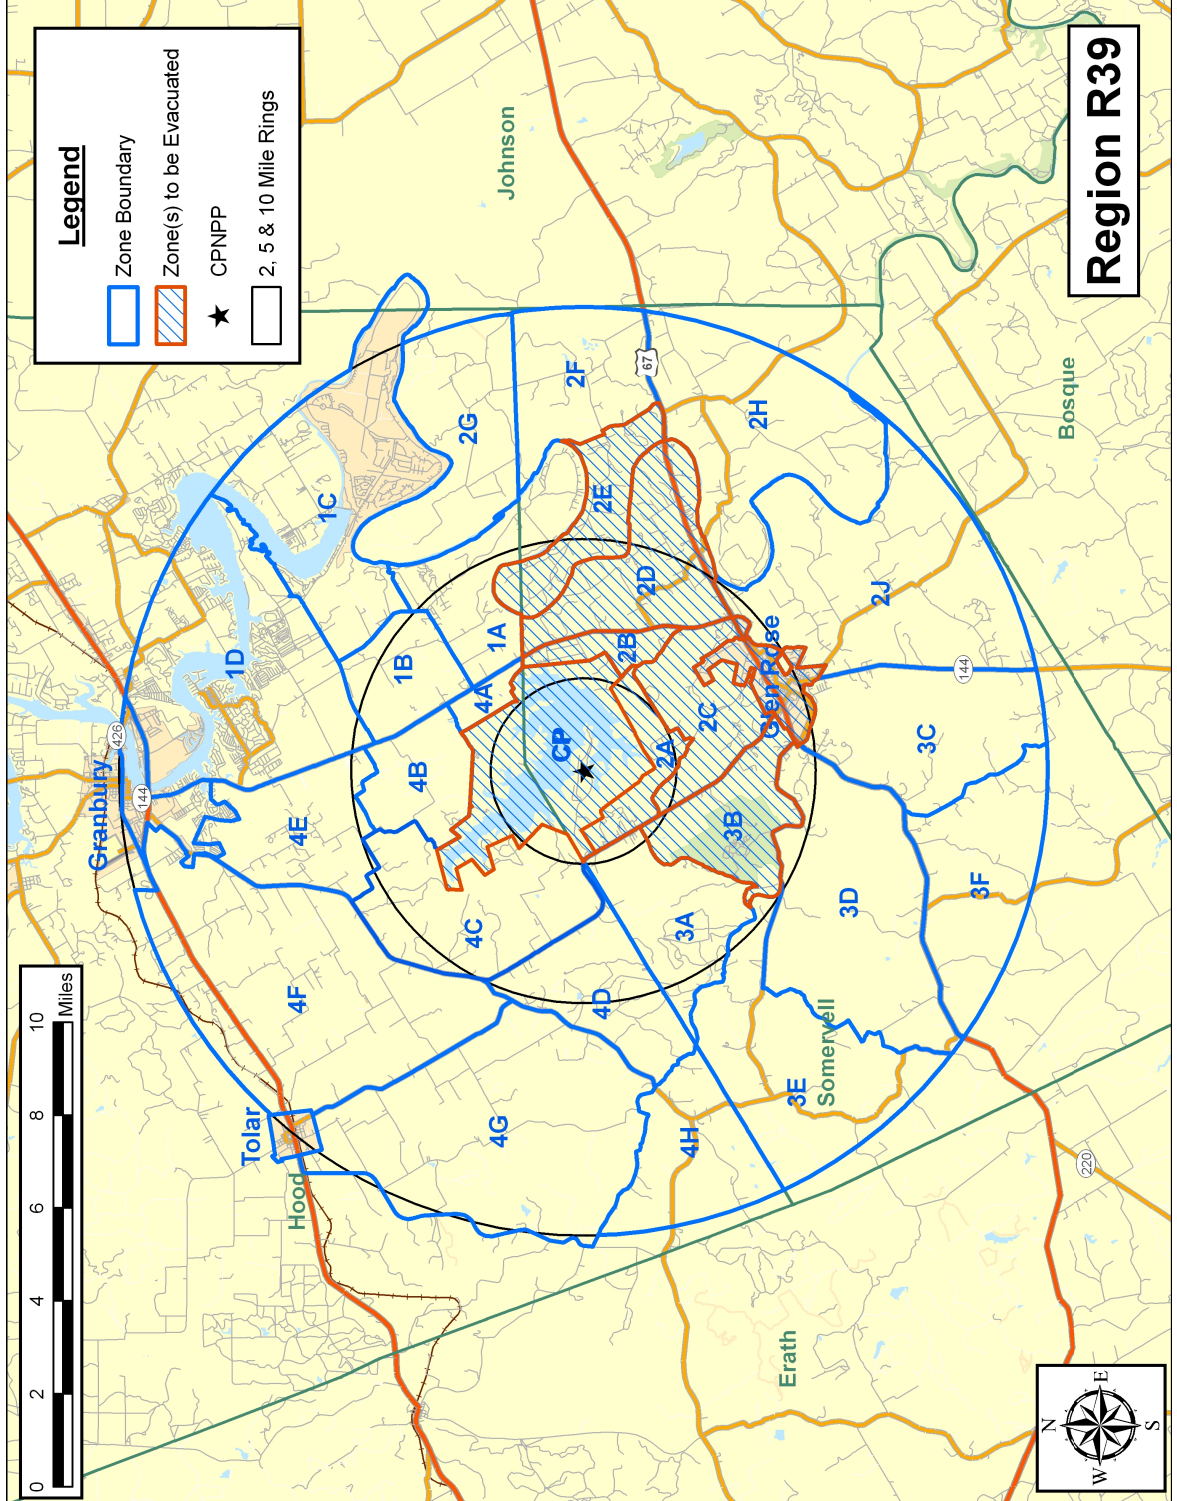 Legend
Zone Boundary
Zone(s) to be Evacuated
CPNPP
2, 5 & 10 Mile Rings
Region R39
0 2 4 6 8 10
Miles
N
W E
S
Granbury
Tolar
Glen Rose
Hood
Johnson
Somervell
Bosque
Erath
CP
1A
1B
1C
1D
2A
2B
2C
2D
2E
2F
2G
2H
2J
3A
3B
3C
3D
3E
3F
4A
4B
4C
4D
4E
4F
4G
4H
426
144
67
144
220